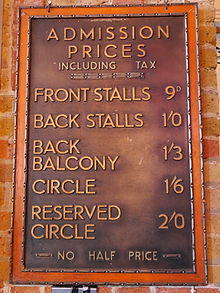 ADMISSION
PRICES
INCLUDING TAX
FRONT STALLS 9D
BACK STALLS 1'0
BACK
BALCONY 1'3
CIRCLE 1'6
RESERVED
CIRCLE 2'0
NO HALF PRICE